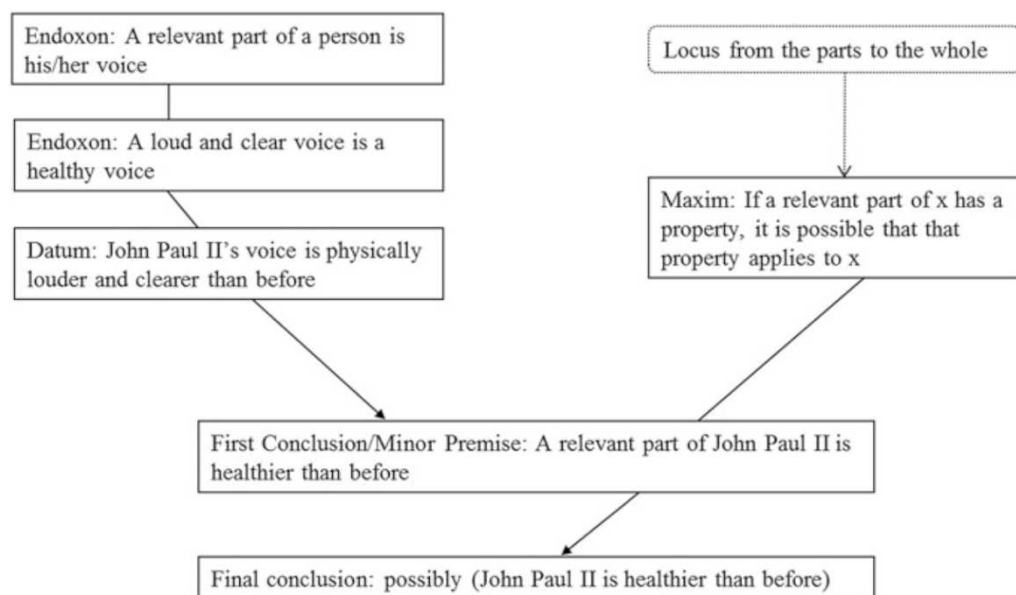 Endoxon: A relevant part of a person is
his/her voice
Locus from the parts to the whole
Endoxon: A loud and clear voice is a
healthy voice
Maxim: If a relevant part of x has a
property, it is possible that that
property applies to x
Datum: John Paul II’s voice is physically
louder and clearer than before
First Conclusion/Minor Premise: A relevant part of John Paul II is
healthier than before
Final conclusion: possibly (John Paul II is healthier than before)